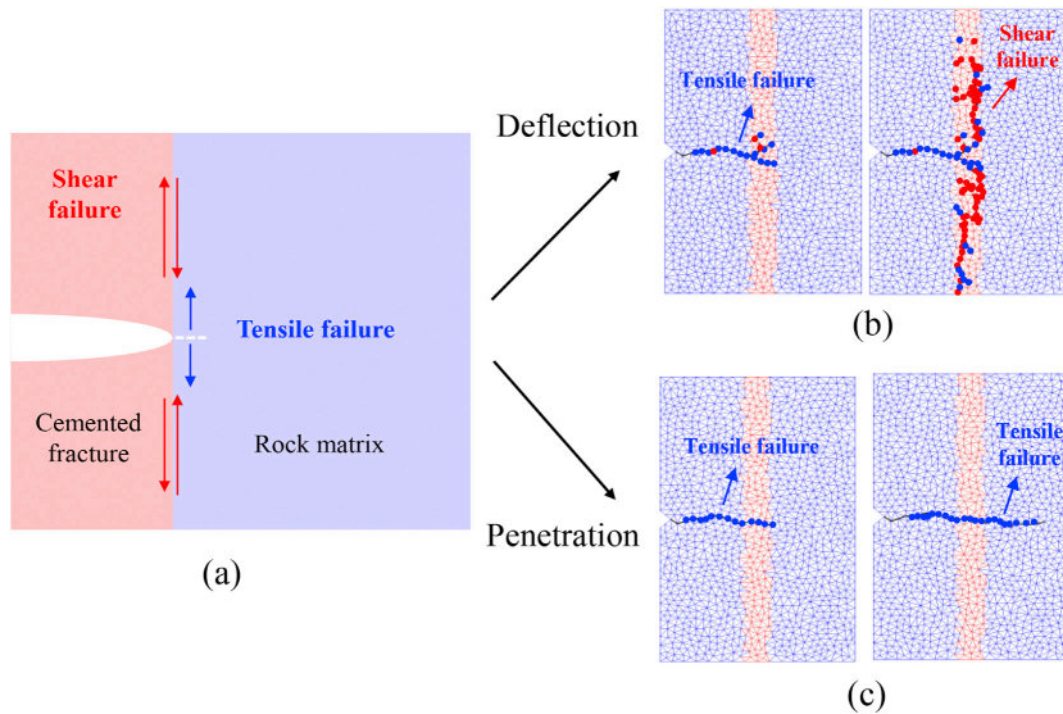 Shear
failure
Tensile failure
Cemented
fracture
Rock matrix
(a)
Deflection
Penetration
Tensile failure
Shear
failure
(b)
Tensile failure
Tensile
failure
(c)